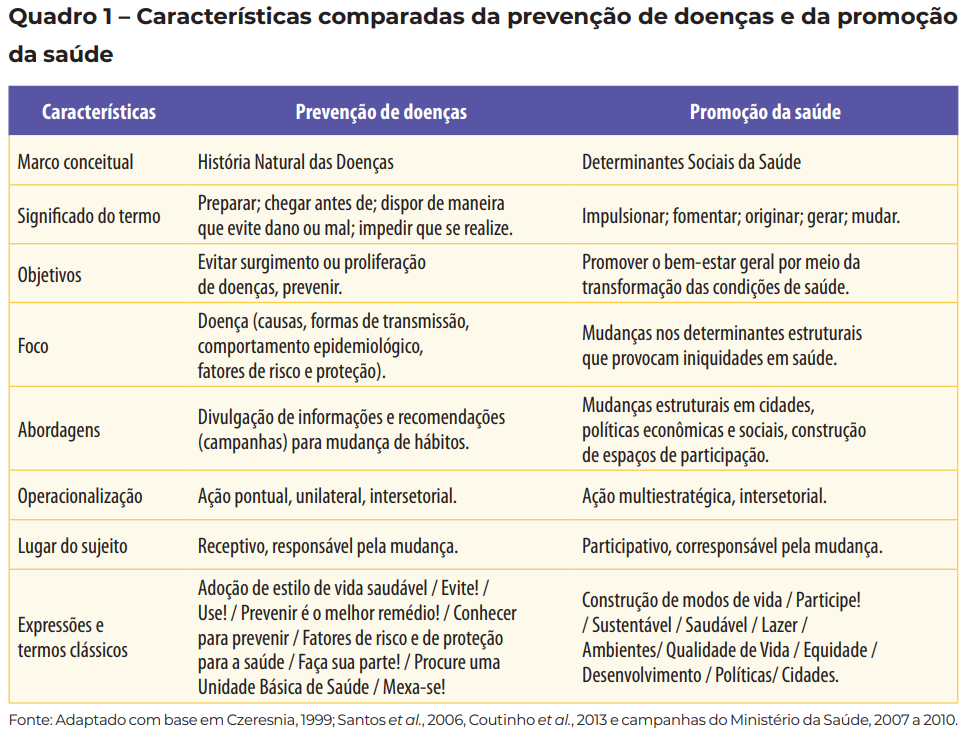 Quadro 1 – Características comparadas da prevenção de doenças e da promoção
da saúde
Características Prevenção de doenças Promoção da saúde
Marco conceitual História Natural das Doenças Determinantes Sociais da Saúde
Significado do termo
Preparar; chegar antes de; dispor de maneira
que evite dano ou mal; impedir que se realize.
Impulsionar; fomentar; originar; gerar; mudar.
Objetivos
Evitar surgimento ou proliferação
de doenças, prevenir.
Promover o bem-estar geral por meio da
transformação das condições de saúde.
Foco
Doença (causas, formas de transmissão,
comportamento epidemiológico,
fatores de risco e proteção).
Mudanças nos determinantes estruturais
que provocam iniquidades em saúde.
Abordagens
Divulgação de informações e recomendações
(campanhas) para mudança de hábitos.
Mudanças estruturais em cidades,
políticas econômicas e sociais, construção
de espaços de participação.
Operacionalização Ação pontual, unilateral, intersetorial. Ação multiestratégica, intersetorial.
Lugar do sujeito Receptivo, responsável pela mudança. Participativo, corresponsável pela mudança.
Expressões e
termos clássicos
Adoção de estilo de vida saudável / Evite! /
Use! / Prevenir é o melhor remédio! / Conhecer
para prevenir / Fatores de risco e de proteção
para a saúde / Faça sua parte! / Procure uma
Unidade Básica de Saúde / Mexa-se!
Construção de modos de vida / Participe!
/ Sustentável / Saudável / Lazer /
Ambientes/ Qualidade de Vida / Equidade /
Desenvolvimento / Políticas/ Cidades.
Fonte: Adaptado com base em Czeresnia, 1999; Santos et al., 2006, Coutinho et al., 2013 e campanhas do Ministério da Saúde, 2007 a 2010.